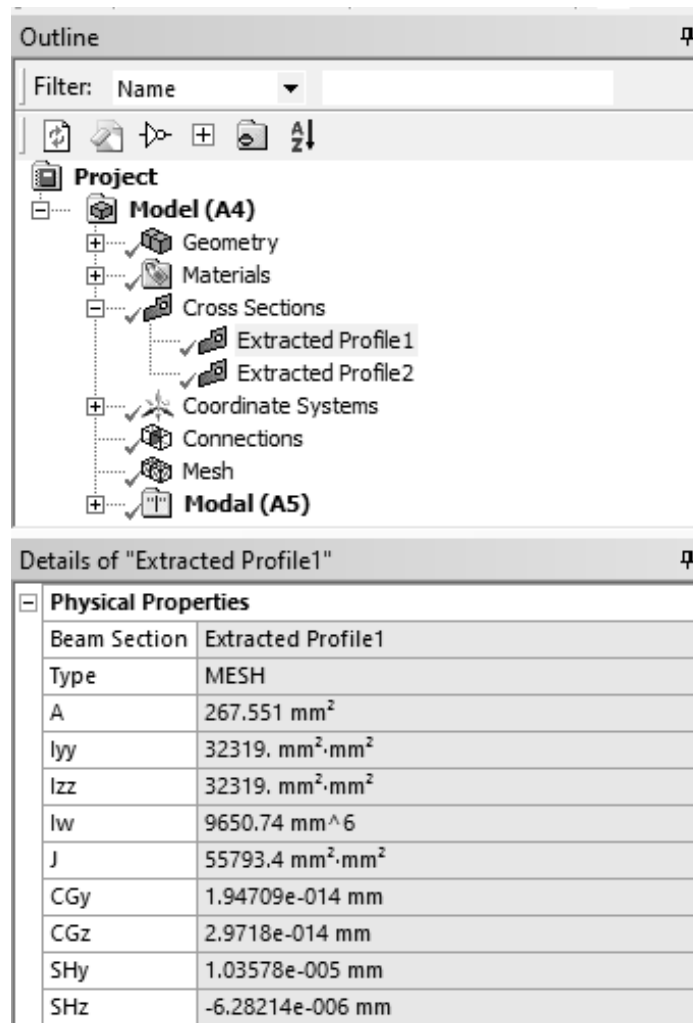 Outline
Filter: Name
Project
Model (A4)
Geometry
Materials
Cross Sections
Extracted Profile1
Extracted Profile2
Coordinate Systems
Connections
Mesh
Modal (A5)
Details of "Extracted Profile1"
Physical Properties
Beam Section Extracted Profile1
Type MESH
A 267.551 mm²
Iyy 32319. mm²·mm²
Izz 32319. mm²·mm²
Iw 9650.74 mm^6
J 55793.4 mm²·mm²
CGy 1.94709e-014 mm
CGz 2.9718e-014 mm
SHy 1.03578e-005 mm
SHz -6.28214e-006 mm